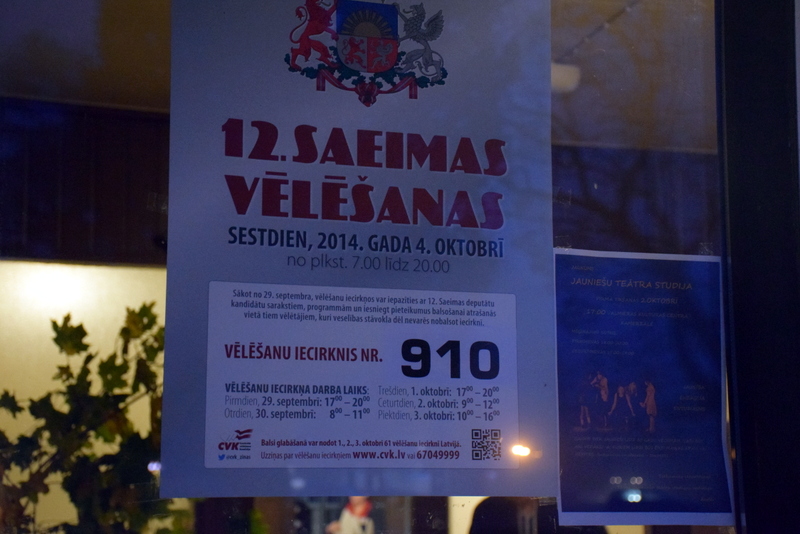 12. SAEIMAS
VĒLĒŠANAS
SESTDIEN, 2014. GADA 4. OKTOBRĪ
no plkst. 7.00 līdz 20.00
Sākot no 29. septembra, vēlēšanu iecirkņos var iepazīties ar 12. Saeimas deputātu
kandidātu sarakstiem, programmām un iesniegt pieteikumus balsošanai atrašanās
vietā tiem vēlētājiem, kuri veselības stāvokļa dēļ nevarēs nobalsot iecirknī.
VĒLĒŠANU IECIRKNIS NR. 910
VĒLĒŠANU IECIRKŅA DARBA LAIKS:
Pirmdien, 29. septembrī: 17⁰⁰ – 20⁰⁰
Otrdien, 30. septembrī: 8⁰⁰ – 11⁰⁰
Trešdien, 1. oktobrī: 17⁰⁰ – 20⁰⁰
Ceturtdien, 2. oktobrī: 9⁰⁰ – 12⁰⁰
Piektdien, 3. oktobrī: 10⁰⁰ – 16⁰⁰
CVK
@cvk_zinas
Balsi glabāšanā var nodot 1., 2., 3. oktobrī 61 vēlēšanu iecirknī Latvijā.
Uzziņas par vēlēšanu iecirkņiem www.cvk.lv vai 67049999
JAUNIEŠU TEĀTRA STUDIJA
2.OKTOBRĪ
17:00